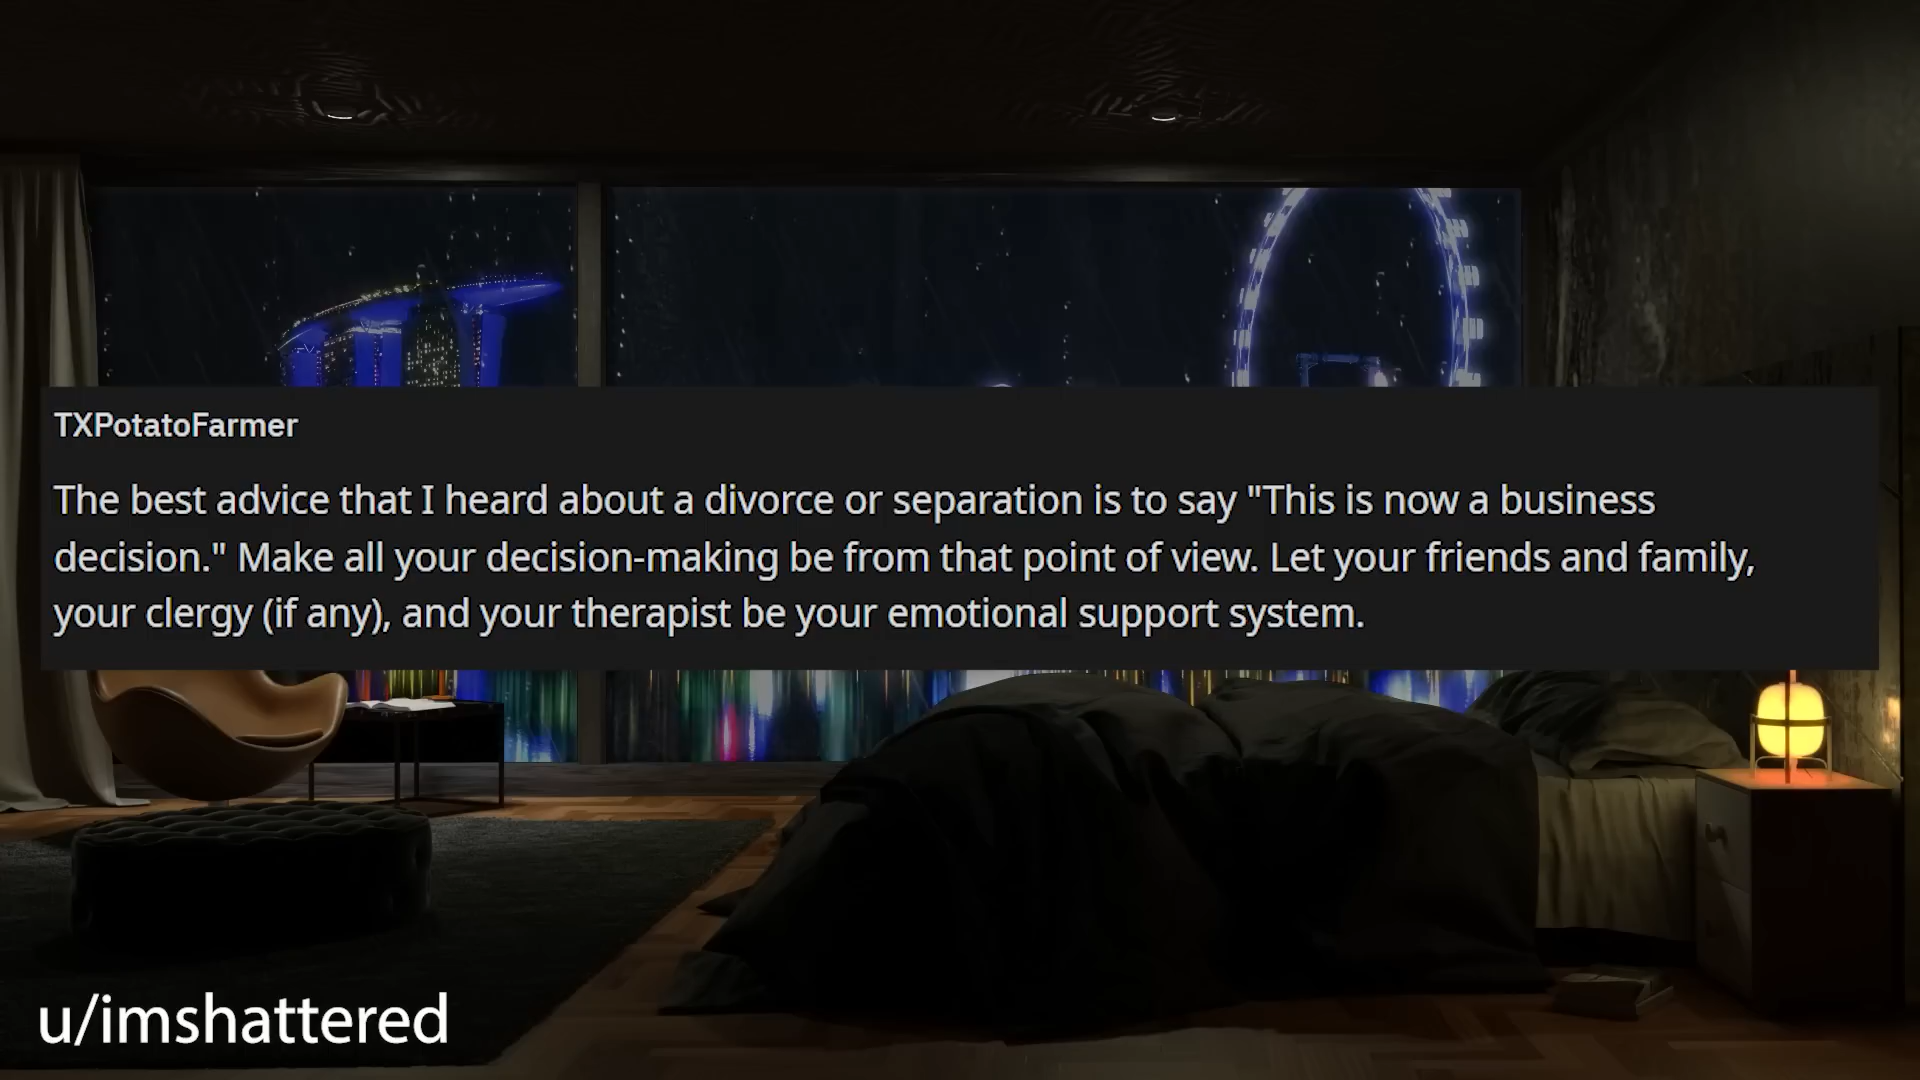 TXPotatoFarmer
The best advice that I heard about a divorce or separation is to say "This is now a business
decision." Make all your decision-making be from that point of view. Let your friends and family,
your clergy (if any), and your therapist be your emotional support system.
u/imshattered